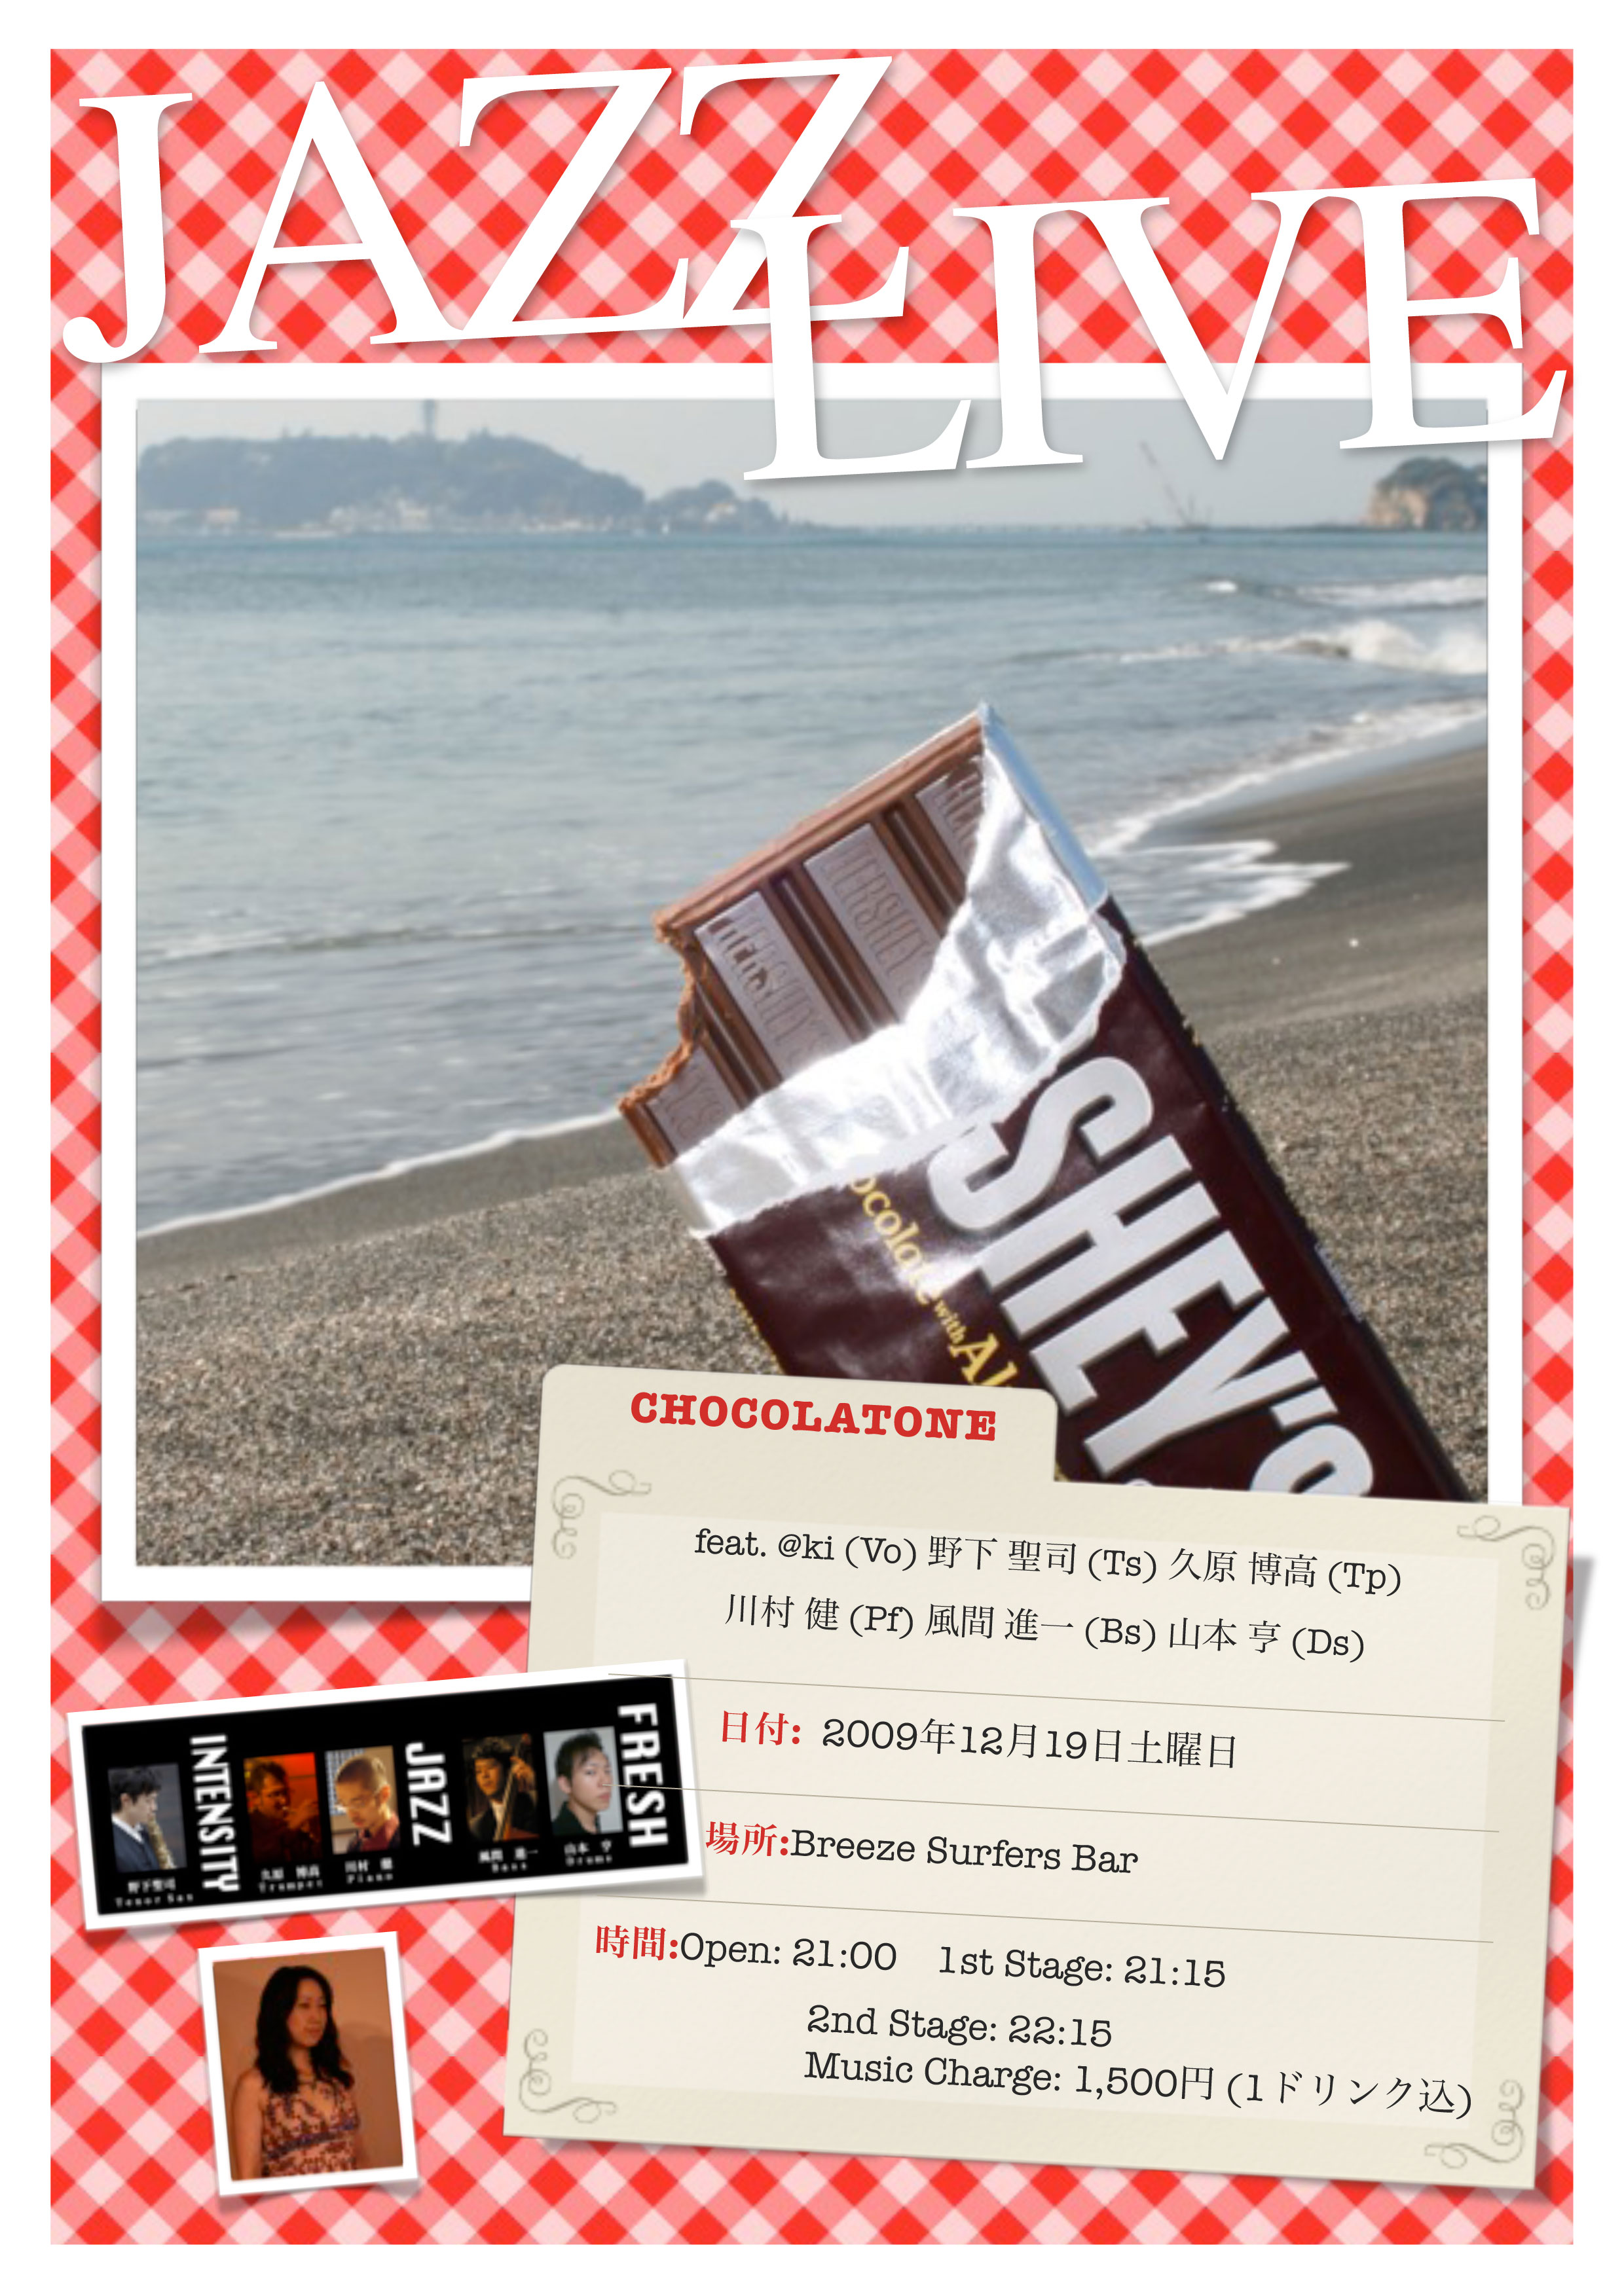 JAZZ
LIVE
HERSHEY
SHEY'S
ocolate with Al
CHOCOLATONE
feat. @ki (Vo) 野下 聖司 (Ts) 久原 博高 (Tp)
川村 健 (Pf) 風間 進一 (Bs) 山本 亨 (Ds)
日付: 2009年12月19日土曜日
場所:Breeze Surfers Bar
時間:Open: 21:00 1st Stage: 21:15
2nd Stage: 22:15
Music Charge: 1,500円 (1ドリンク込)
FRESH
JAZZ
INTENSITY
野下聖司
Tenor Sax
久原 博高
Trumpet
川村 健
Piano
風間 進一
Bass
山本 亨
Drums